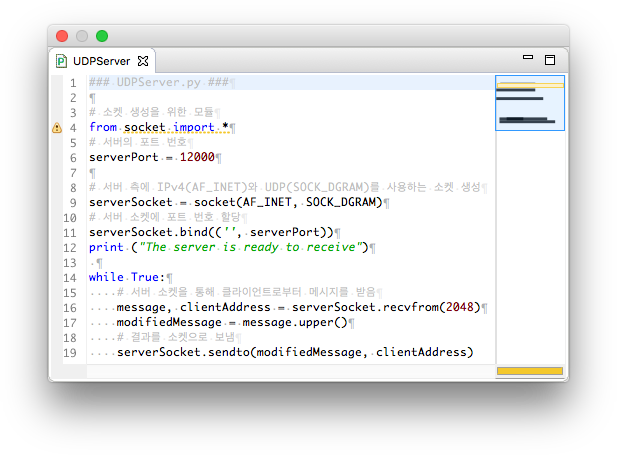 UDPServer
1 ### UDPServer.py ###
2
3 # 소켓 생성을 위한 모듈
4 from socket import *
5 # 서버의 포트 번호
6 serverPort = 12000
7
8 # 서버 측에 IPv4(AF_INET)와 UDP(SOCK_DGRAM)를 사용하는 소켓 생성
9 serverSocket = socket(AF_INET, SOCK_DGRAM)
10 # 서버 소켓에 포트 번호 할당
11 serverSocket.bind(('', serverPort))
12 print ("The server is ready to receive")
13
14 while True:
15     # 서버 소켓을 통해 클라이언트로부터 메시지를 받음
16     message, clientAddress = serverSocket.recvfrom(2048)
17     modifiedMessage = message.upper()
18     # 결과를 소켓으로 보냄
19     serverSocket.sendto(modifiedMessage, clientAddress)